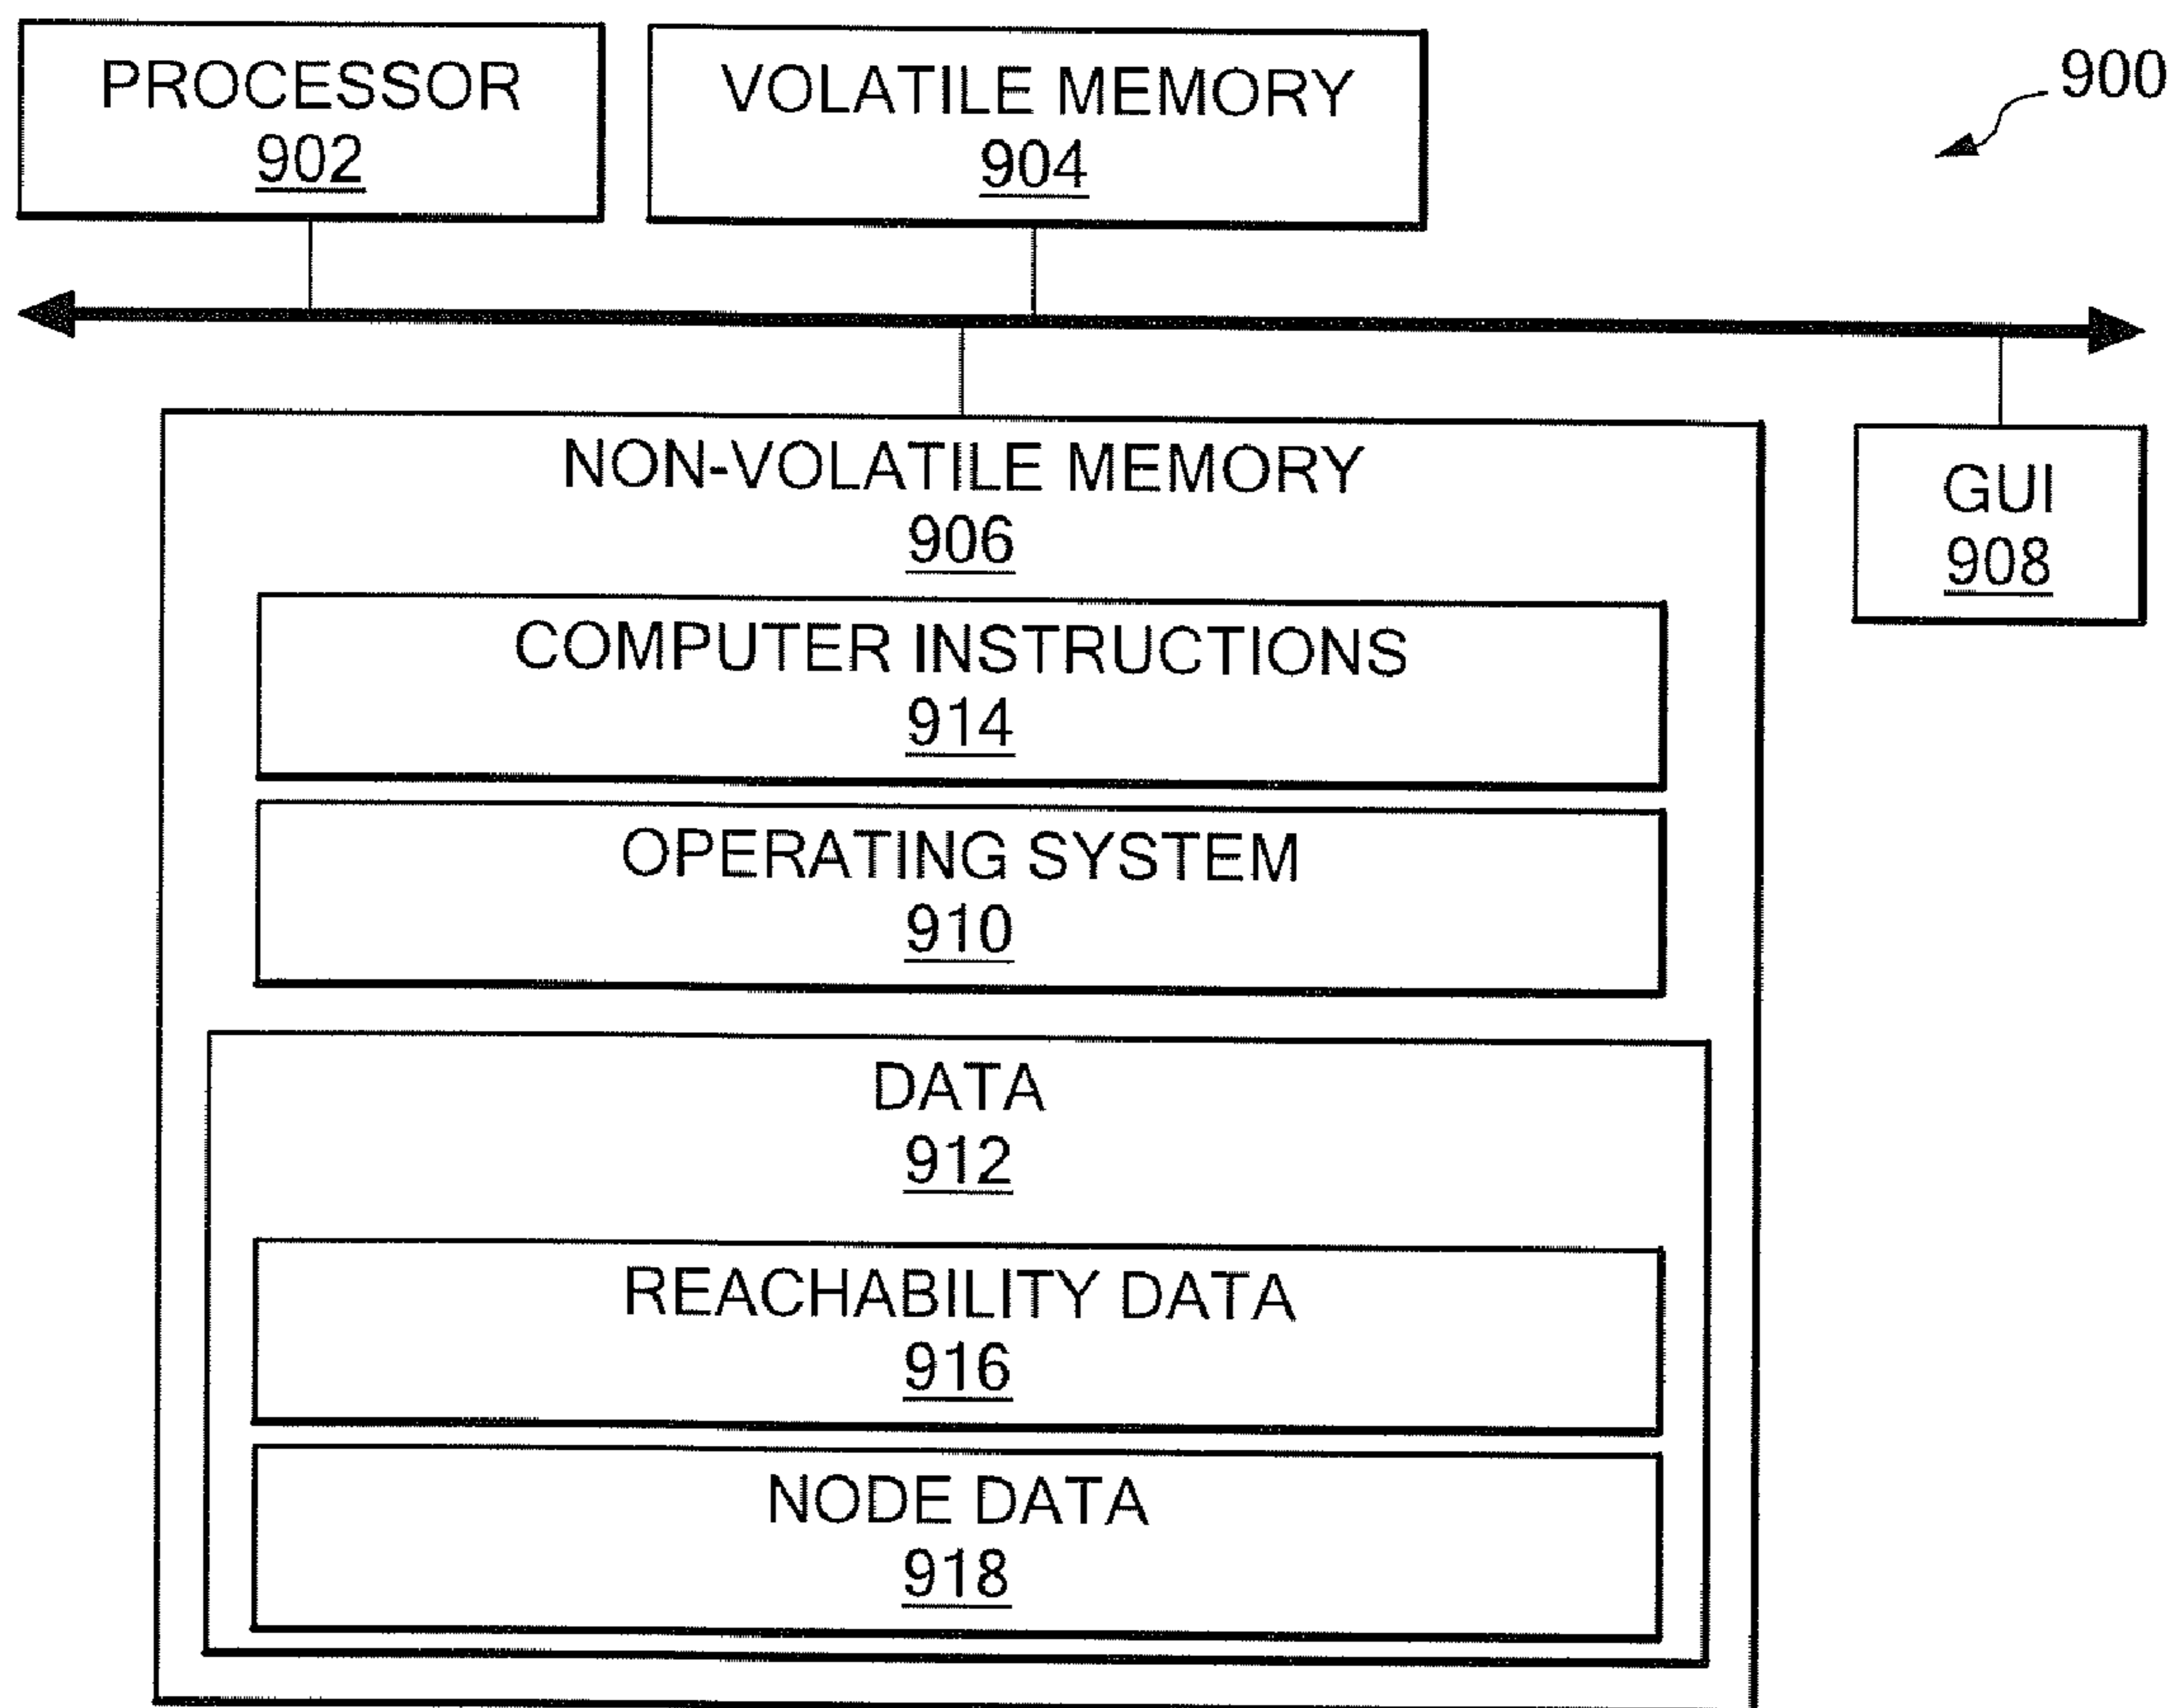 PROCESSOR
902
VOLATILE MEMORY
904
900
NON-VOLATILE MEMORY
906
GUI
908
COMPUTER INSTRUCTIONS
914
OPERATING SYSTEM
910
DATA
912
REACHABILITY DATA
916
NODE DATA
918